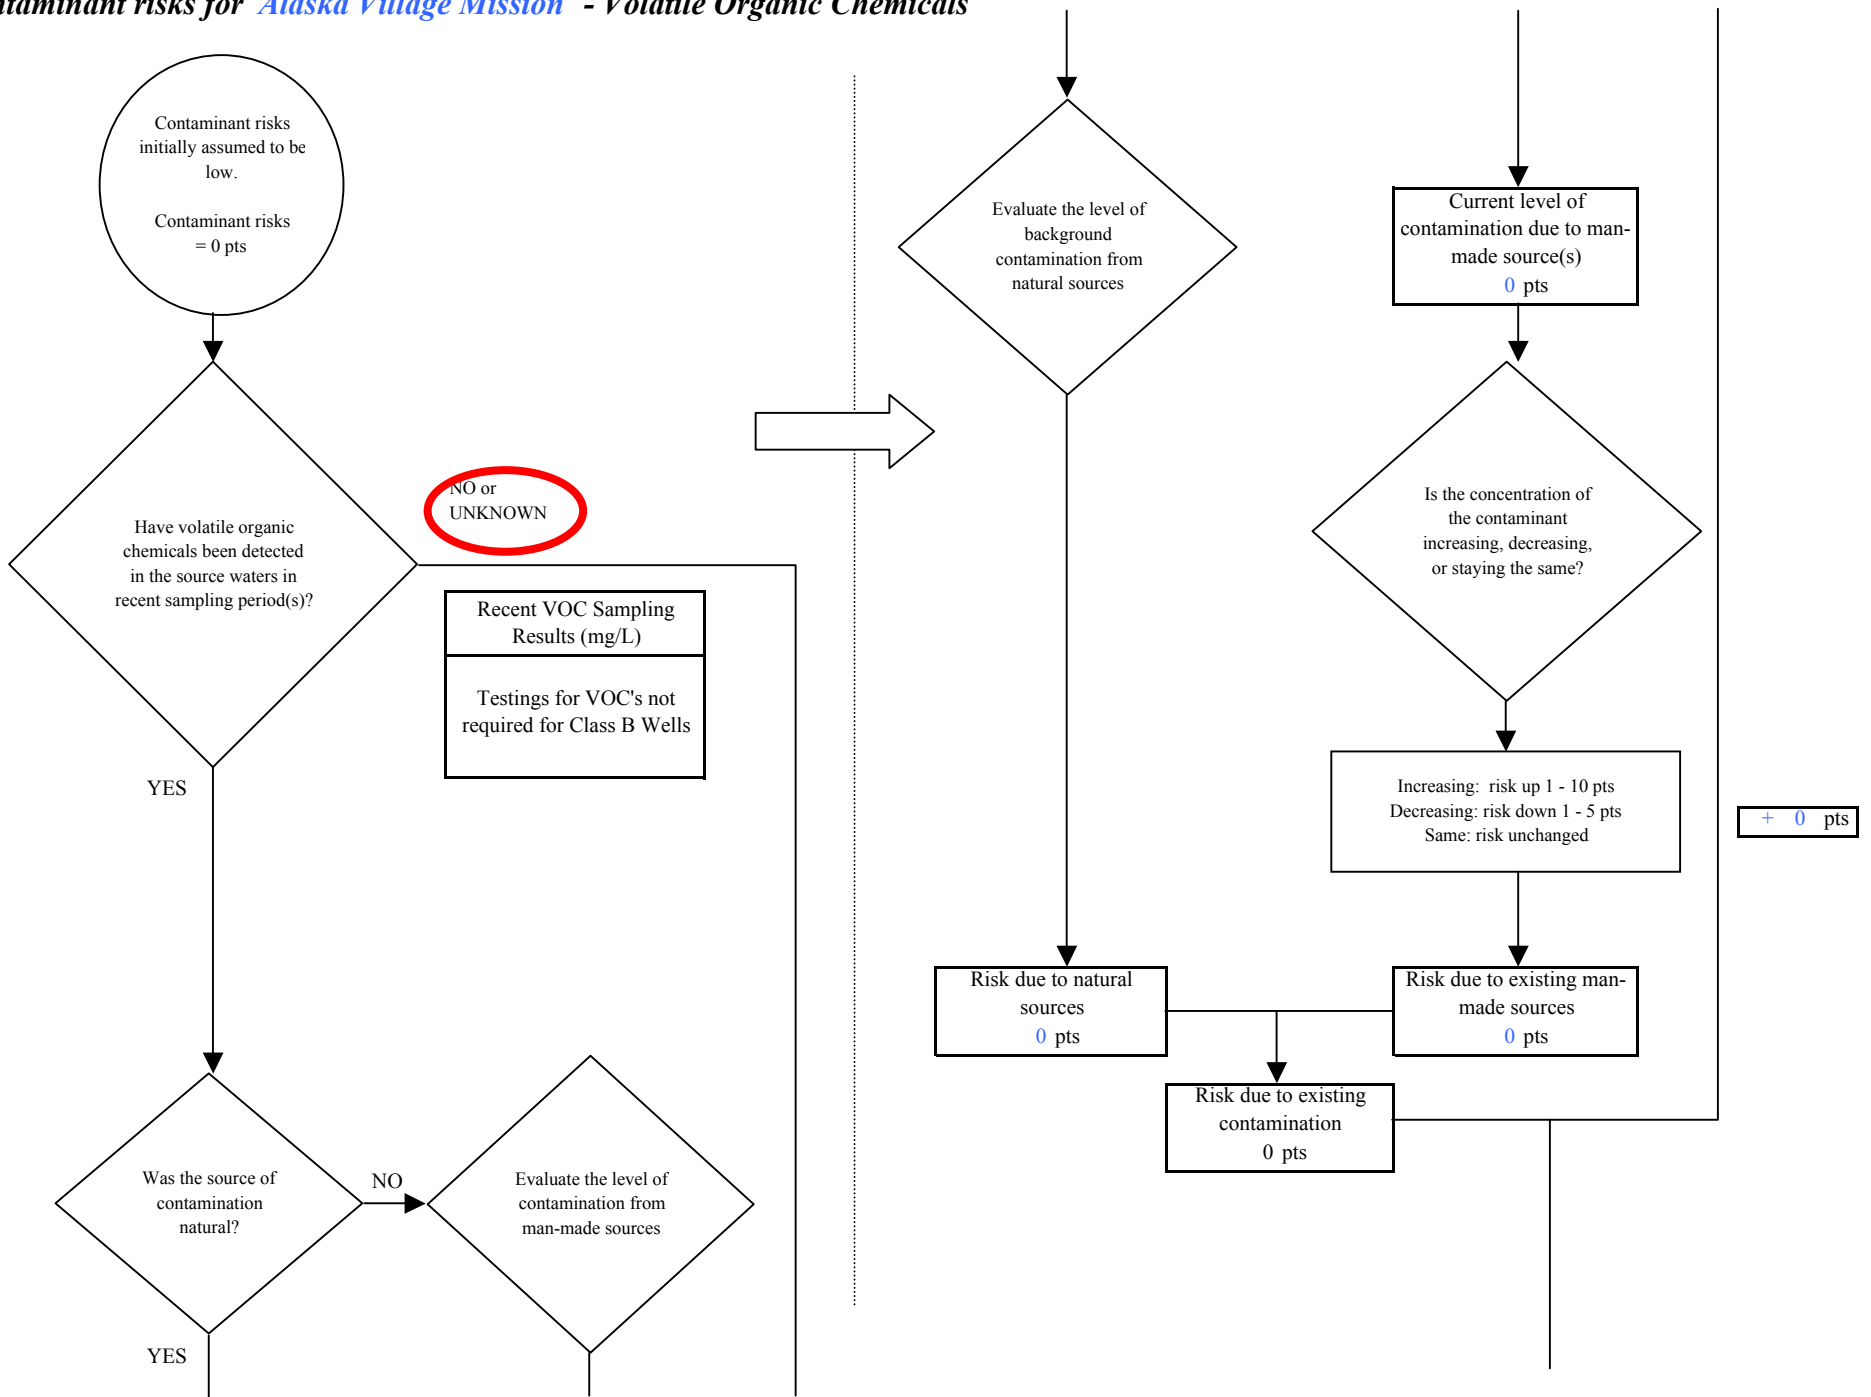 ntaminant risks for Alaska Village Mission - Volatile Organic Chemicals
Contaminant risks
initially assumed to be
low.
Contaminant risks
= 0 pts
Have volatile organic
chemicals been detected
in the source waters in
recent sampling period(s)?
NO or
UNKNOWN
Recent VOC Sampling
Results (mg/L)
Testings for VOC's not
required for Class B Wells
YES
Was the source of
contamination
natural?
NO
Evaluate the level of
contamination from
man-made sources
YES
Evaluate the level of
background
contamination from
natural sources
Current level of
contamination due to man-
made source(s)
0 pts
Is the concentration of
the contaminant
increasing, decreasing,
or staying the same?
Increasing: risk up 1 - 10 pts
Decreasing: risk down 1 - 5 pts
Same: risk unchanged
+ 0 pts
Risk due to natural
sources
0 pts
Risk due to existing man-
made sources
0 pts
Risk due to existing
contamination
0 pts